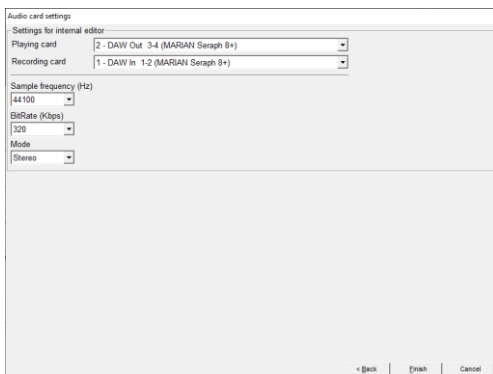 Audio card settings
Settings for internal editor
Playing card 2 - DAW Out 3-4 (MARIAN Seraph 8+)
Recording card 1 - DAW In 1-2 (MARIAN Seraph 8+)
Sample frequency (Hz)
44100
BitRate (Kbps)
320
Mode
Stereo
< Back Finish Cancel